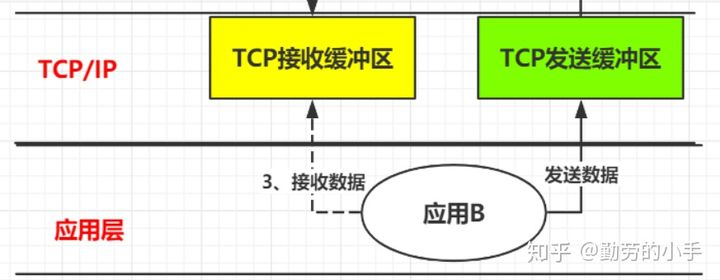 TCP接收缓冲区
TCP发送缓冲区
TCP/IP
3、接收数据
发送数据
应用B
应用层
知乎 @勤劳的小手